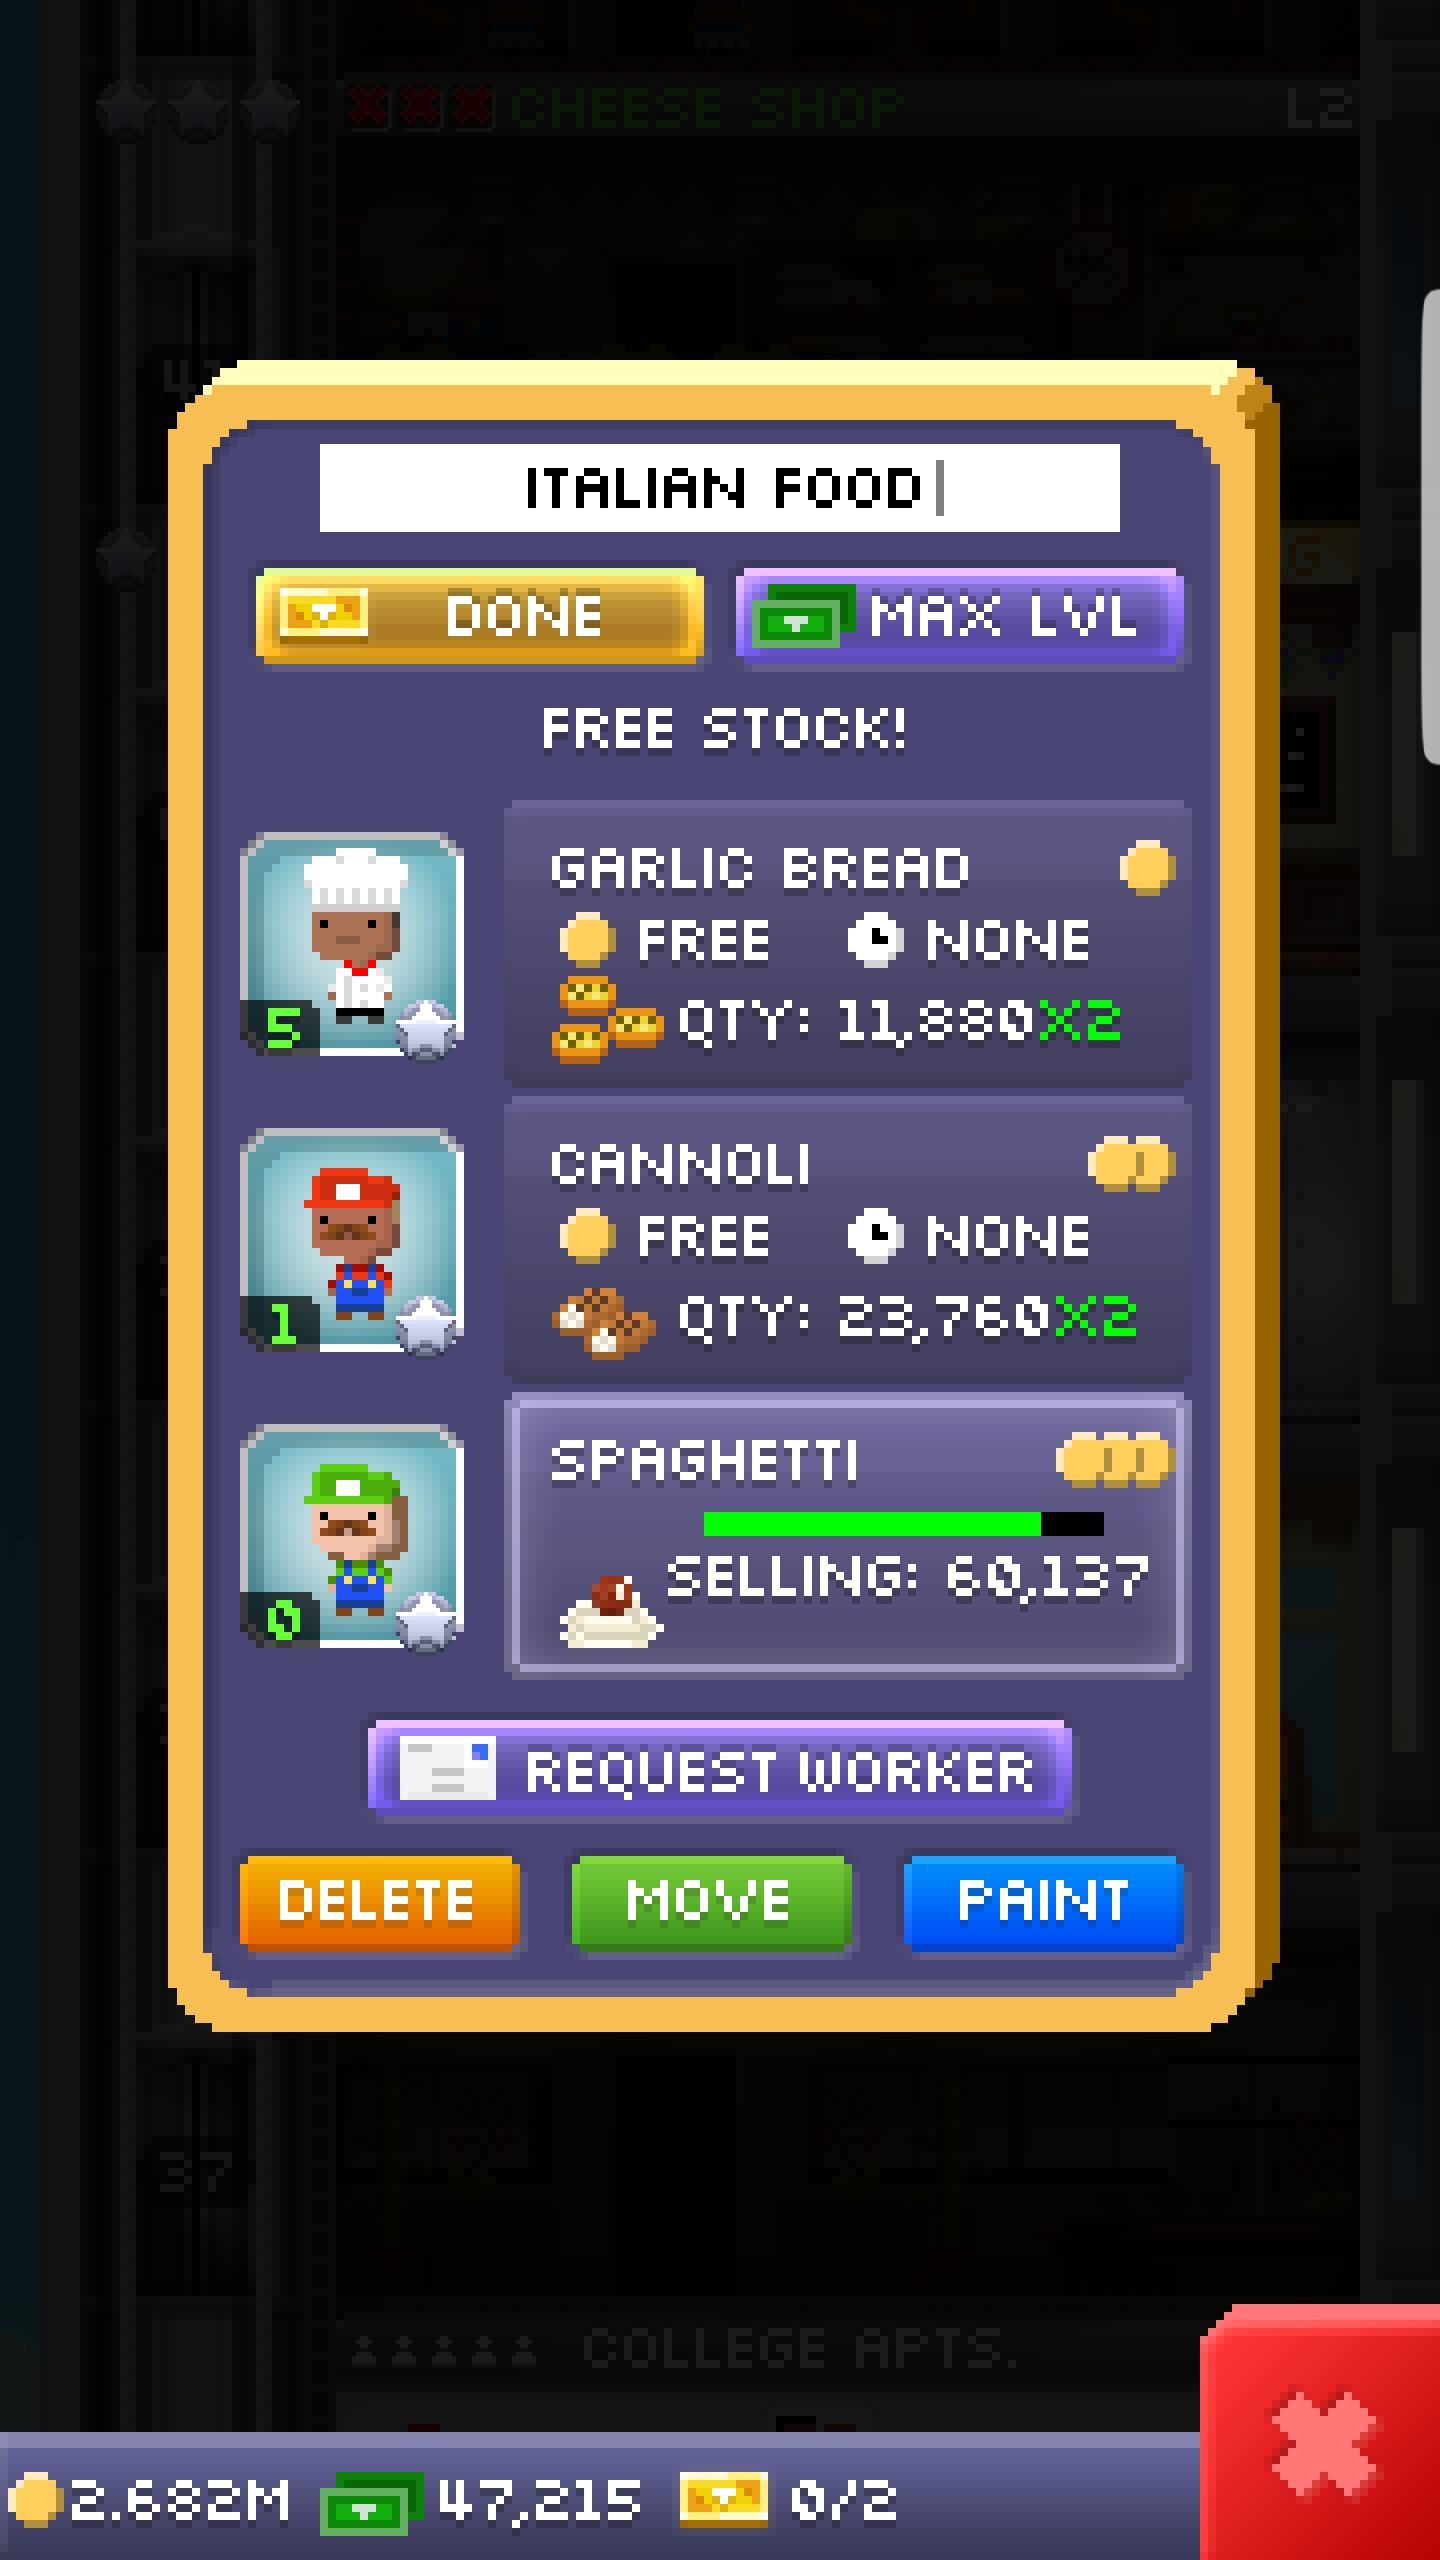 CHEESE SHOP L2
ITALIAN FOOD
DONE MAX LVL
FREE STOCK!
GARLIC BREAD
FREE NONE
5 QTY: 11,880X2
CANNOLI
FREE NONE
1 QTY: 23,760X2
SPAGHETTI
SELLING: 60,137
0
REQUEST WORKER
DELETE MOVE PAINT
37
COLLEGE APTS.
2.682M 47,215 0/2